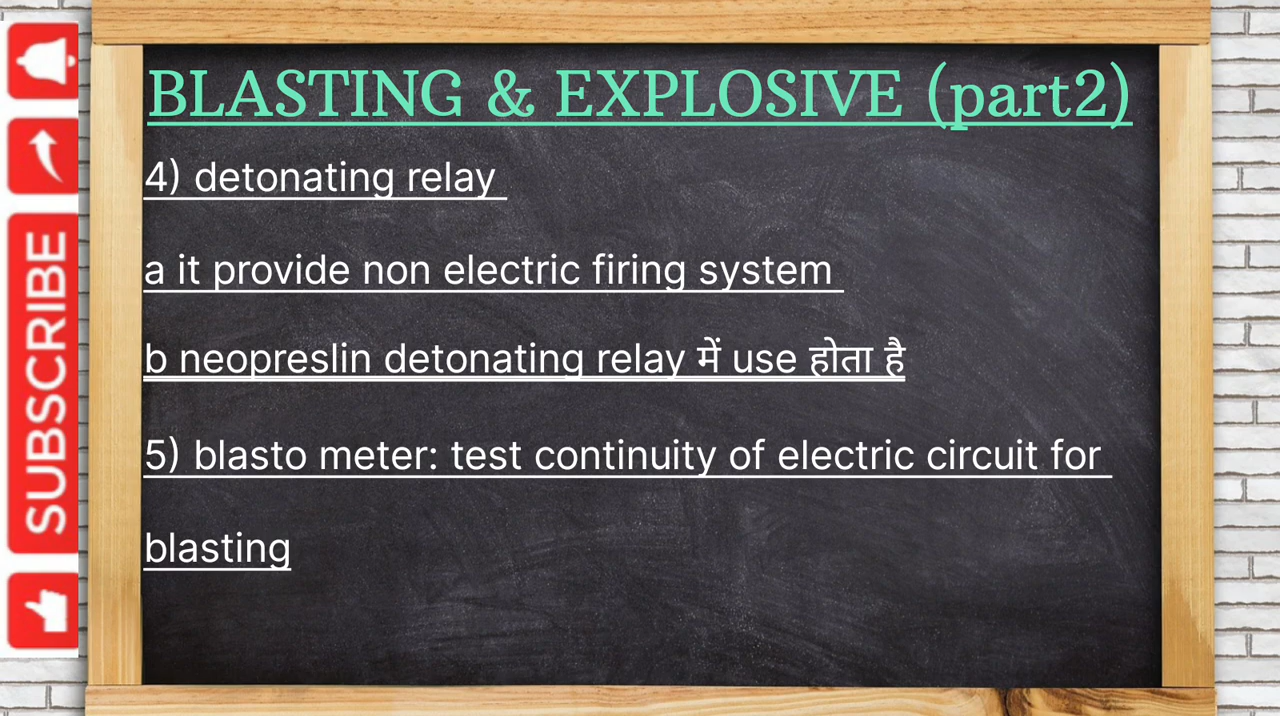 BLASTING & EXPLOSIVE (part2)
4) detonating relay
a it provide non electric firing system
b neopreslin detonating relay में use होता है
5) blasto meter: test continuity of electric circuit for
blasting
SUBSCRIBE